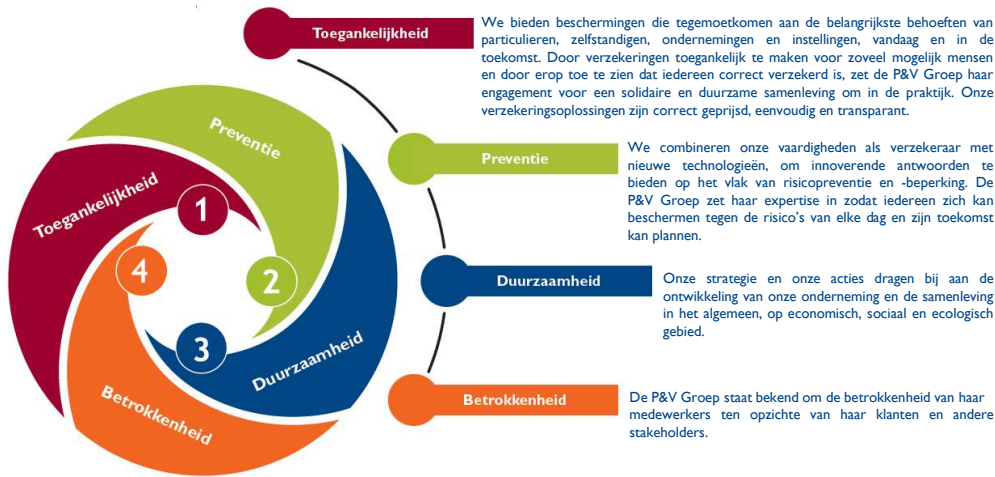 Toegankelijkheid
We bieden beschermingen die tegemoetkomen aan de belangrijkste behoeften van
particulieren, zelfstandigen, ondernemingen en instellingen, vandaag en in de
toekomst. Door verzekeringen toegankelijk te maken voor zoveel mogelijk mensen
en door erop toe te zien dat iedereen correct verzekerd is, zet de P&V Groep haar
engagement voor een solidaire en duurzame samenleving om in de praktijk. Onze
verzekeringsoplossingen zijn correct geprijsd, eenvoudig en transparant.
Preventie
We combineren onze vaardigheden als verzekeraar met
nieuwe technologieën, om innoverende antwoorden te
bieden op het vlak van risicopreventie en -beperking. De
P&V Groep zet haar expertise in zodat iedereen zich kan
beschermen tegen de risico's van elke dag en zijn toekomst
kan plannen.
Duurzaamheid
Onze strategie en onze acties dragen bij aan de
ontwikkeling van onze onderneming en de samenleving
in het algemeen, op economisch, sociaal en ecologisch
gebied.
Betrokkenheid
De P&V Groep staat bekend om de betrokkenheid van haar
medewerkers ten opzichte van haar klanten en andere
stakeholders.
Toegankelijkheid
1
Preventie
2
Duurzaamheid
3
Betrokkenheid
4